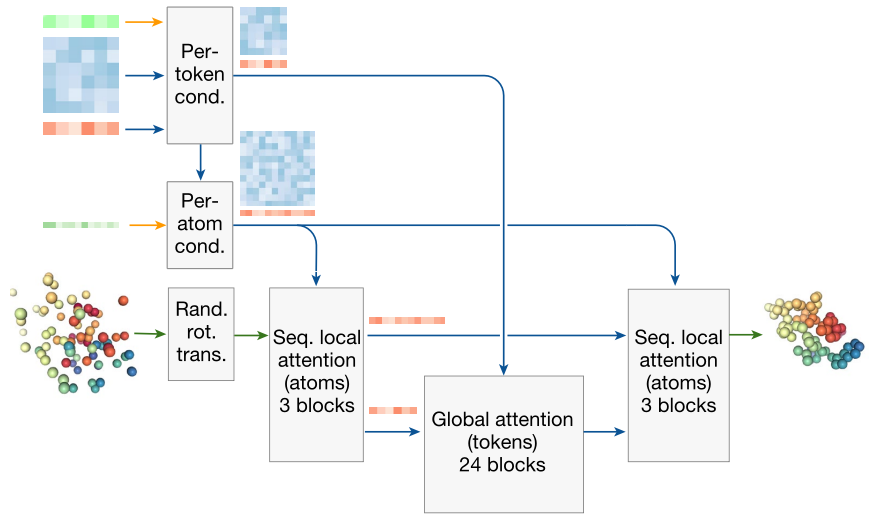 Per-
token
cond.
Per-
atom
cond.
Rand.
rot.
trans.
Seq. local
attention
(atoms)
3 blocks
Global attention
(tokens)
24 blocks
Seq. local
attention
(atoms)
3 blocks